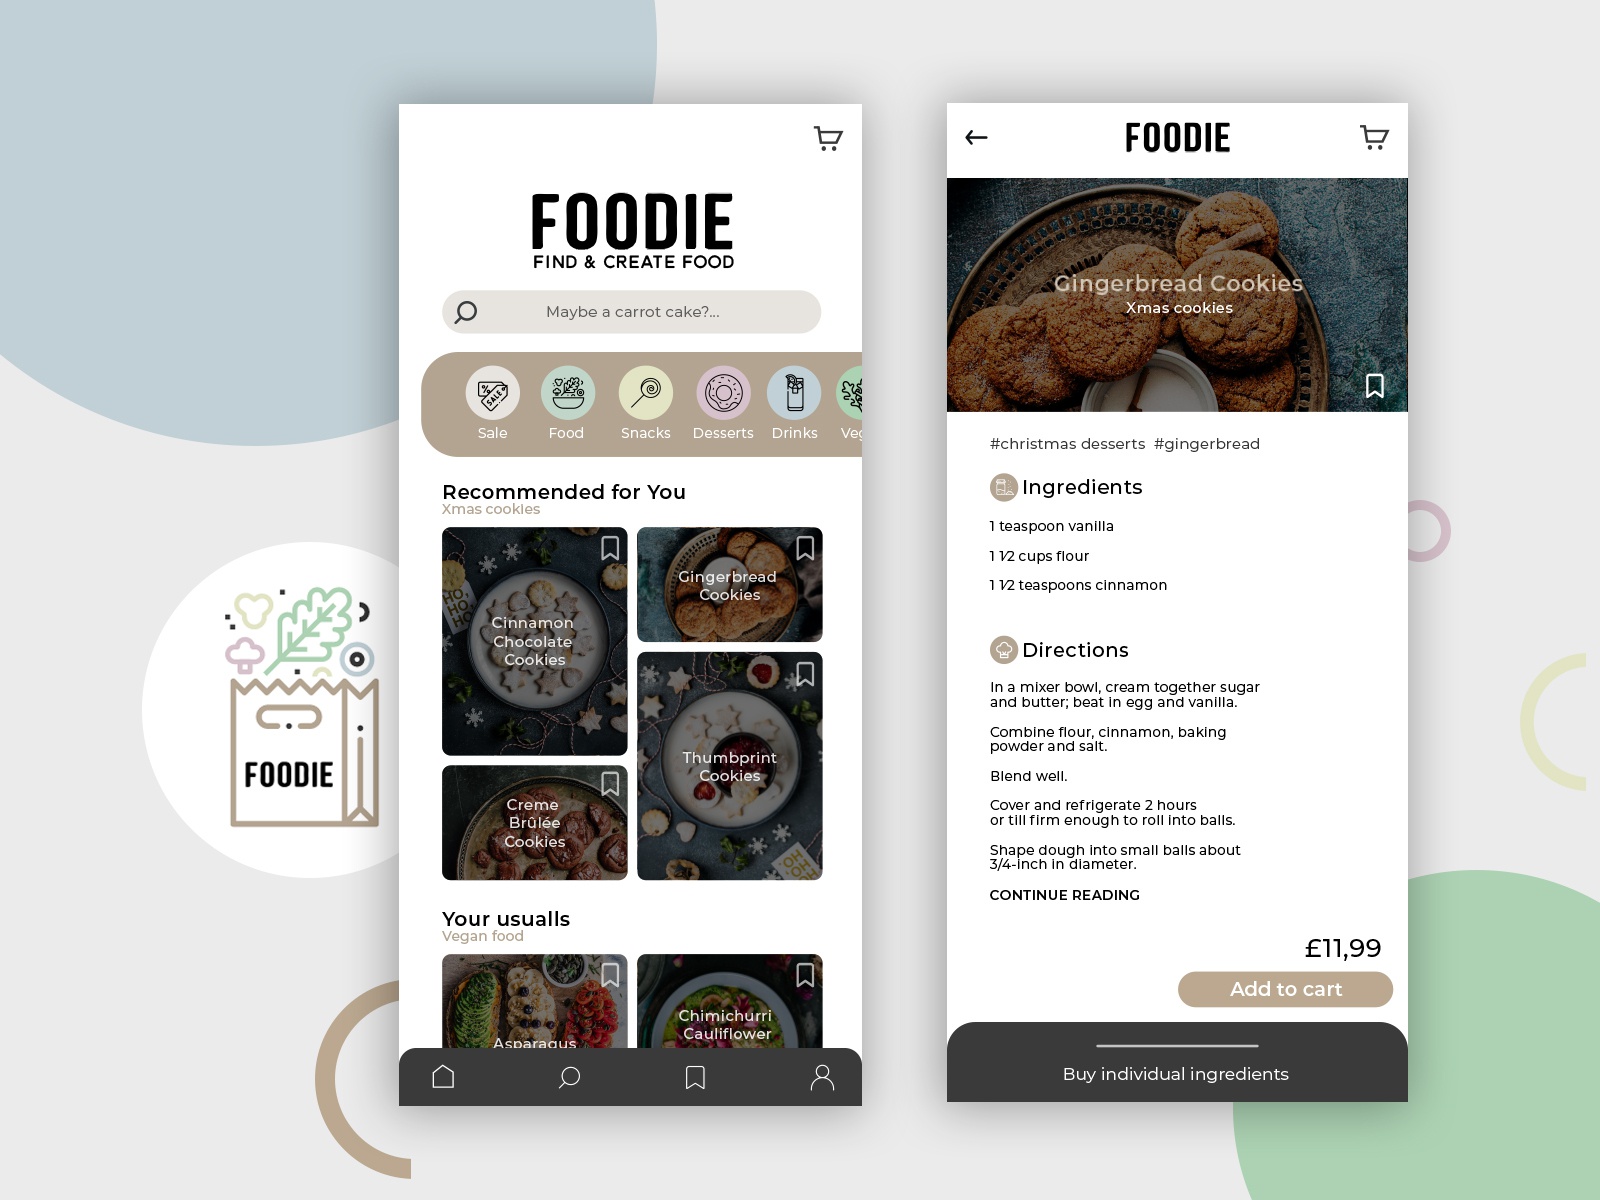 FOODIE
FOODIE
FIND & CREATE FOOD
Maybe a carrot cake?...
% SALE
Sale
Food
Snacks
Desserts
Drinks
Recommended for You
Xmas cookies
HO,
HO,
HO
Cinnamon
Chocolate
Cookies
Gingerbread
Cookies
Thumbprint
Cookies
Creme
Brûlée
Cookies
Your usualls
Vegan food
Asparagus
Chimichurri
Cauliflower
FOODIE
Gingerbread Cookies
Xmas cookies
#christmas desserts #gingerbread
Ingredients
1 teaspoon vanilla
1 1⁄2 cups flour
1 1⁄2 teaspoons cinnamon
Directions
In a mixer bowl, cream together sugar
and butter; beat in egg and vanilla.
Combine flour, cinnamon, baking
powder and salt.
Blend well.
Cover and refrigerate 2 hours
or till firm enough to roll into balls.
Shape dough into small balls about
3/4-inch in diameter.
CONTINUE READING
£11,99
Add to cart
Buy individual ingredients